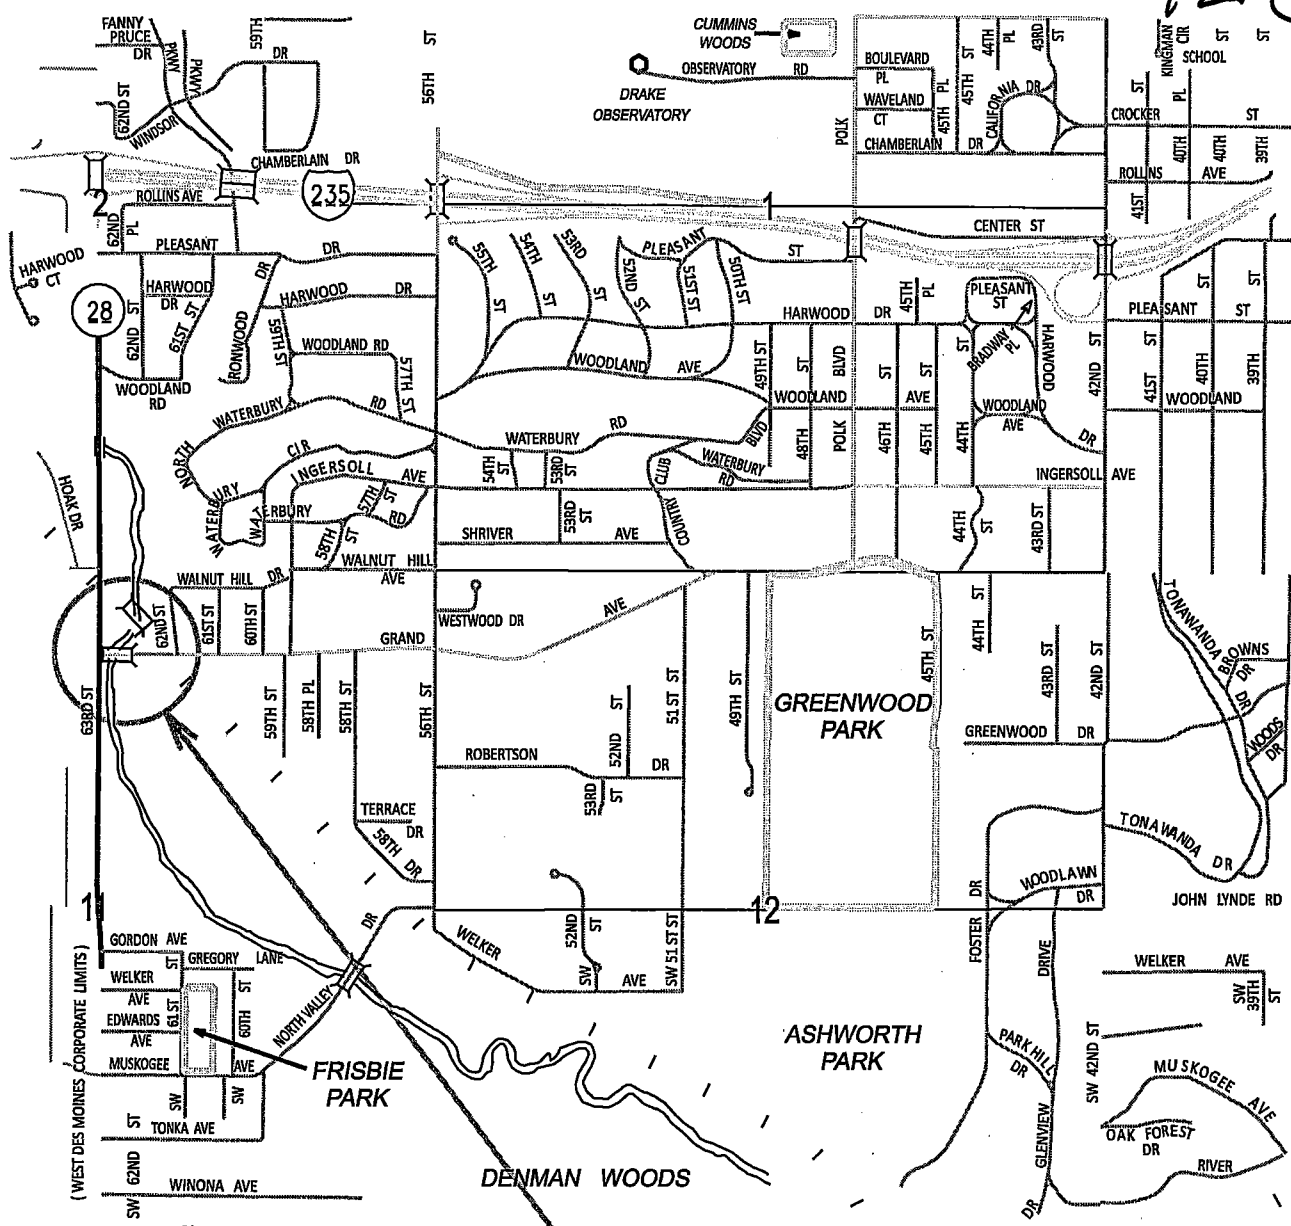 FANNY
PRUCE
DR
PKWY
PKWY
59TH
DR
56TH ST
62ND ST
WINDSOR
CUMMINS
WOODS
OBSERVATORY RD
DRAKE
OBSERVATORY
BOULEVARD
PL
WAVELAND
CT
CHAMBERLAIN DR
POLK
45TH PL
45TH ST
44TH PL
43RD ST
CALIFORNIA DR
KINGMAN
CIR
ST
ST
SCHOOL
ST
PL
CROCKER ST
40TH
40TH
39TH
ROLLINS AVE
41ST
CHAMBERLAIN DR
235
2
1
ROLLINS AVE
62ND PL
PLEASANT DR
HARWOOD
CT
28
HARWOOD
DR
62ND ST
61ST ST
IRONWOOD DR
HARWOOD DR
59TH ST
WOODLAND RD
57TH ST
WOODLAND
RD
55TH ST
54TH ST
53RD ST
52ND ST
PLEASANT ST
51ST ST
50TH ST
CENTER ST
HARWOOD DR
45TH PL
PLEASANT
ST
BRADWAY PL
HARWOOD DR
42ND ST
PLEASANT ST
41ST ST
40TH ST
39TH ST
WOODLAND
WOODLAND AVE
49TH ST
WOODLAND AVE
POLK BLVD
48TH
46TH ST
45TH ST
44TH ST
WOODLAND
AVE
WATERBURY RD
NORTH WATERBURY
CIR
INGERSOLL AVE
WATERBURY RD
WATERBURY
57TH ST
58TH ST
WATERBURY RD
54TH ST
53RD ST
BLVD
CLUB
COUNTRY
WATERBURY
RD
INGERSOLL AVE
HOAK DR
SHRIVER AVE
53RD ST
44TH ST
43RD ST
WALNUT HILL
AVE
WALNUT HILL DR
62ND ST
61ST ST
60TH ST
WESTWOOD DR
GRAND AVE
63RD ST
59TH ST
58TH PL
58TH ST
56TH ST
ROBERTSON DR
52ND ST
53RD ST
51ST ST
49TH ST
GREENWOOD
PARK
45TH ST
44TH ST
43RD ST
42ND ST
GREENWOOD DR
TONAWANDA DR
BROWNS
DR
WOODS
DR
TERRACE
DR
58TH DR
TONAWANDA DR
JOHN LYNDE RD
WOODLAWN
DR
FOSTER DR
11
12
GORDON AVE
GREGORY LANE
WELKER
AVE
EDWARDS
AVE
MUSKOGEE AVE
61ST ST
60TH ST
NORTH VALLEY DR
WELKER AVE
52ND ST
SW
SW 51ST ST
DRIVE
WELKER AVE
SW
39TH
ST
FRISBIE
PARK
ASHWORTH
PARK
PARK HILL
DR
SW 42ND ST
MUSKOGEE AVE
OAK FOREST
DR
RIVER
GLENVIEW
DR
SW
SW
TONKA AVE
SW 62ND ST
WINONA AVE
DENMAN WOODS
( WEST DES MOINES CORPORATE LIMITS )